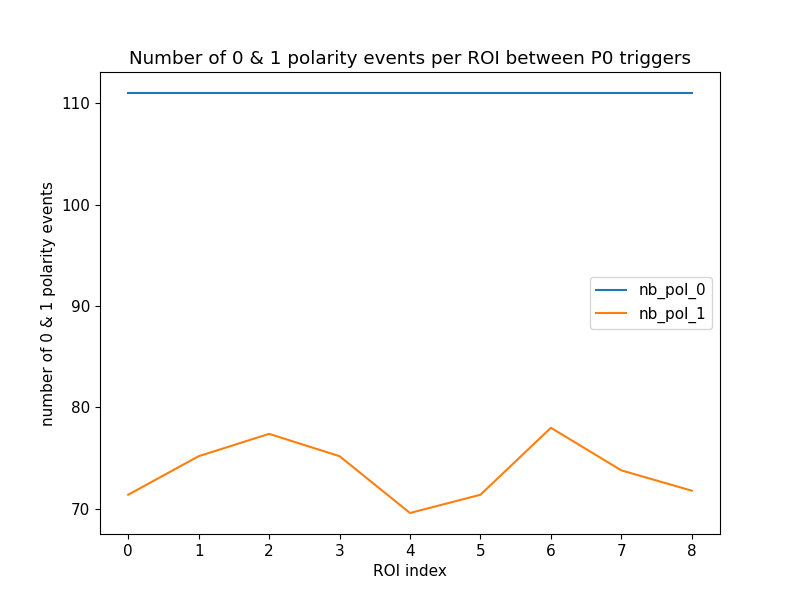 Number of 0 & 1 polarity events per ROI between P0 triggers
number of 0 & 1 polarity events
110
100
90
80
70
nb_pol_0
nb_pol_1
0 1 2 3 4 5 6 7 8
ROI index